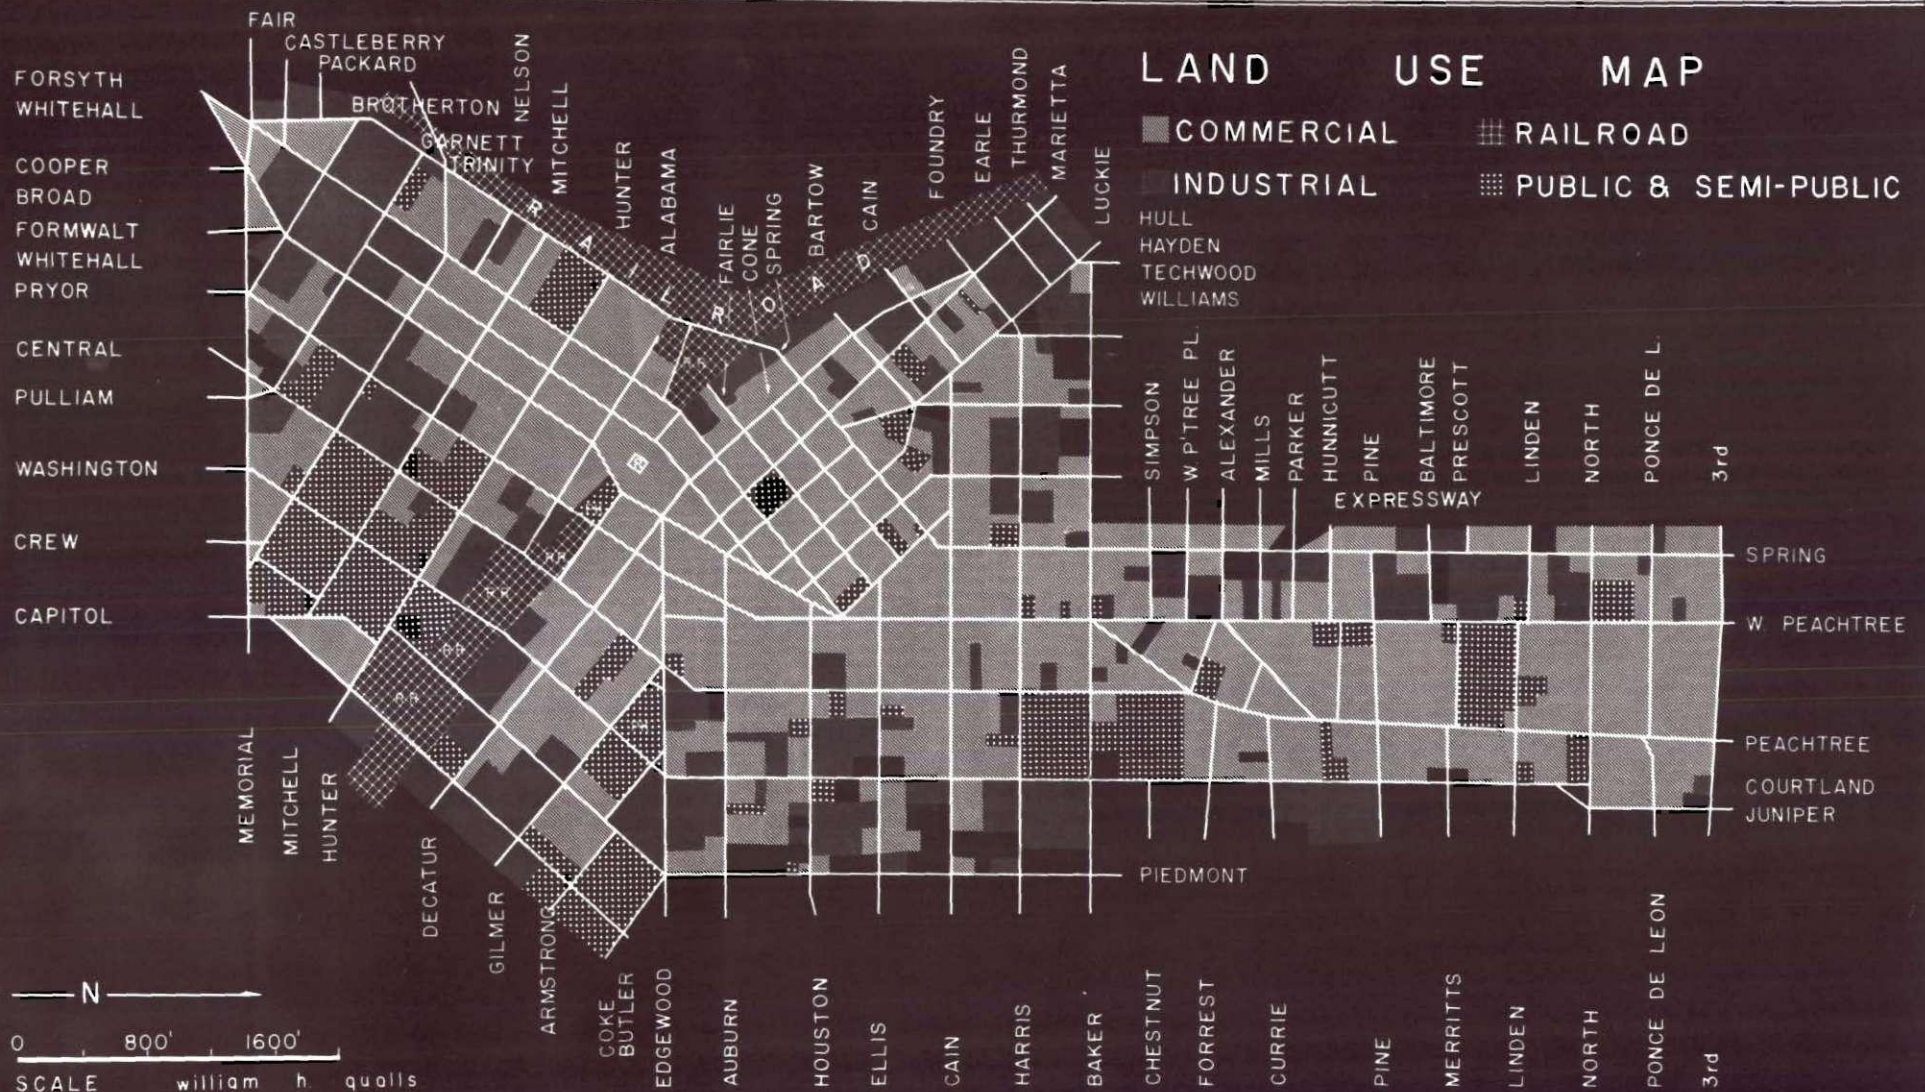 LAND USE MAP
COMMERCIAL
RAILROAD
INDUSTRIAL
PUBLIC & SEMI-PUBLIC
FAIR
CASTLEBERRY
PACKARD
BROTHERTON
GARNETT
TRINITY
NELSON
MITCHELL
HUNTER
ALABAMA
FAIRLIE
CONE
SPRING
BARTOW
CAIN
FOUNDRY
EARLE
THURMOND
MARIETTA
LUCKIE
FORSYTH
WHITEHALL
COOPER
BROAD
FORMWALT
WHITEHALL
PRYOR
CENTRAL
PULLIAM
WASHINGTON
CREW
CAPITOL
RAILROAD
R.R.
R.R.
R.R.
R.R.
R.R.
HULL
HAYDEN
TECHWOOD
WILLIAMS
SIMPSON
W P'TREE PL.
ALEXANDER
MILLS
PARKER
HUNNICUTT
PINE
BALTIMORE
PRESCOTT
LINDEN
NORTH
PONCE DE L.
3rd
EXPRESSWAY
SPRING
W. PEACHTREE
PEACHTREE
COURTLAND
JUNIPER
PIEDMONT
MEMORIAL
MITCHELL
HUNTER
DECATUR
GILMER
ARMSTRONG
COKE
BUTLER
EDGEWOOD
AUBURN
HOUSTON
ELLIS
CAIN
HARRIS
BAKER
CHESTNUT
FORREST
CURRIE
PINE
MERRITTS
LINDEN
NORTH
PONCE DE LEON
3rd
N
0 800' 1600'
SCALE william h. qualls